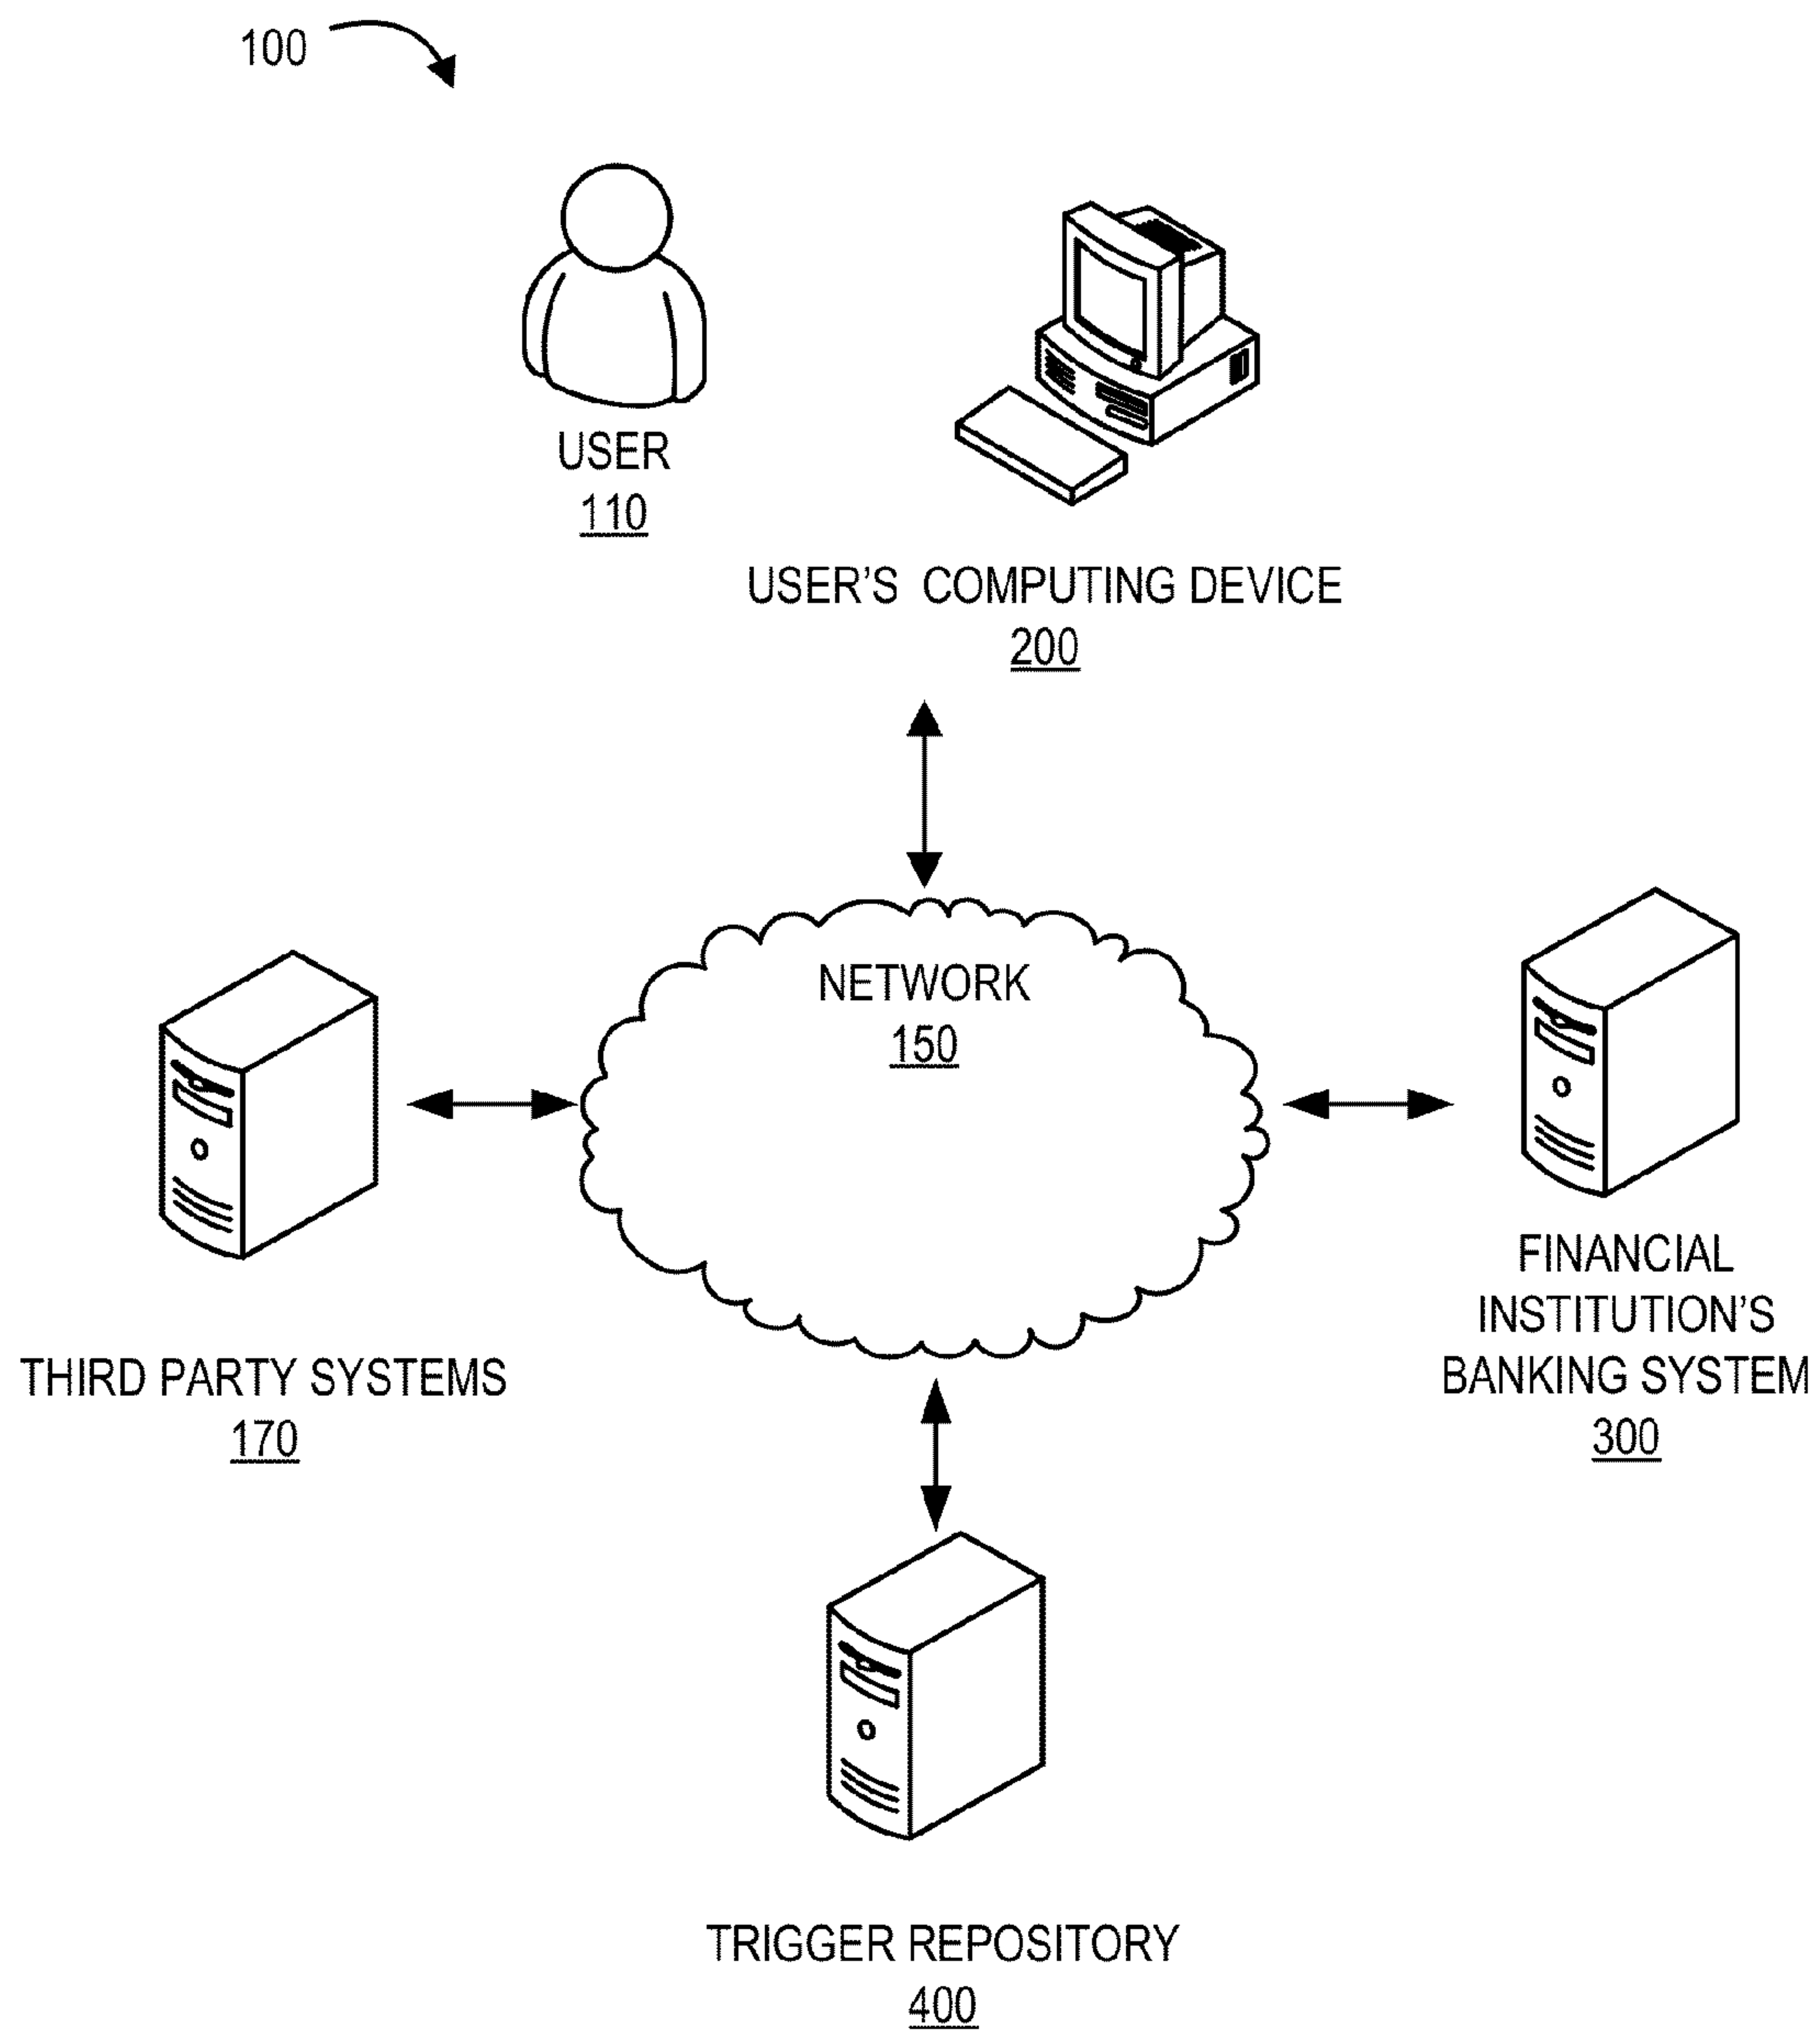 100
USER
110
USER'S COMPUTING DEVICE
200
NETWORK
150
THIRD PARTY SYSTEMS
170
FINANCIAL
INSTITUTION'S
BANKING SYSTEM
300
TRIGGER REPOSITORY
400